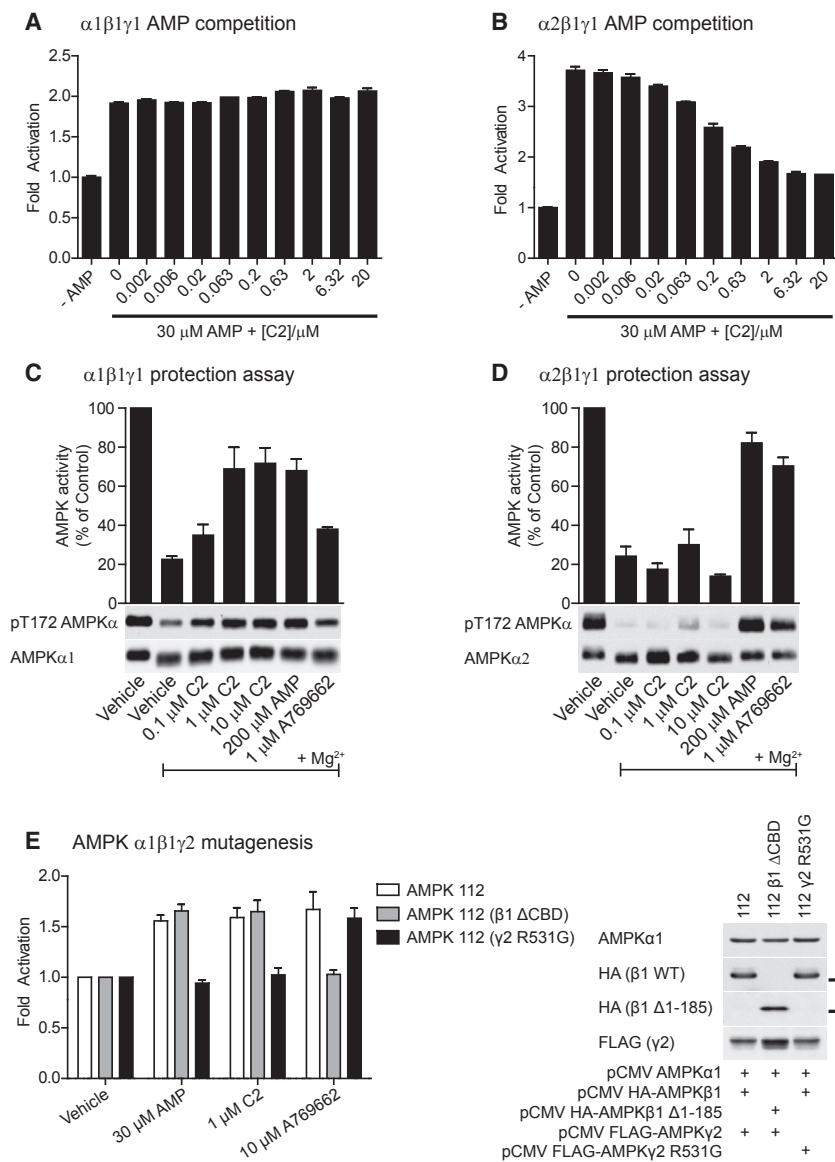 A α1β1γ1 AMP competition
Fold Activation
2.5
2.0
1.5
1.0
0.5
0.0
- AMP
0
0.002
0.006
0.02
0.063
0.2
0.63
2
6.32
20
30 μM AMP + [C2]/μM
B α2β1γ1 AMP competition
Fold Activation
4
3
2
1
0
- AMP
0
0.002
0.006
0.02
0.063
0.2
0.63
2
6.32
20
30 μM AMP + [C2]/μM
C α1β1γ1 protection assay
AMPK activity
(% of Control)
100
80
60
40
20
0
pT172 AMPKα
AMPKα1
Vehicle
Vehicle
0.1 μM C2
1 μM C2
10 μM C2
200 μM AMP
1 μM A769662
+ Mg2+
D α2β1γ1 protection assay
AMPK activity
(% of Control)
100
80
60
40
20
0
pT172 AMPKα
AMPKα2
Vehicle
Vehicle
0.1 μM C2
1 μM C2
10 μM C2
200 μM AMP
1 μM A769662
+ Mg2+
E AMPK α1β1γ2 mutagenesis
Fold Activation
2.0
1.5
1.0
0.5
0.0
Vehicle
30 μM AMP
1 μM C2
10 μM A769662
AMPK 112
AMPK 112 (β1 ΔCBD)
AMPK 112 (γ2 R531G)
112
112 β1 ΔCBD
112 γ2 R531G
AMPKα1
HA (β1 WT)
HA (β1 Δ1-185)
FLAG (γ2)
pCMV AMPKα1 + + +
pCMV HA-AMPKβ1 + +
pCMV HA-AMPKβ1 Δ1-185 +
pCMV FLAG-AMPKγ2 + +
pCMV FLAG-AMPKγ2 R531G +